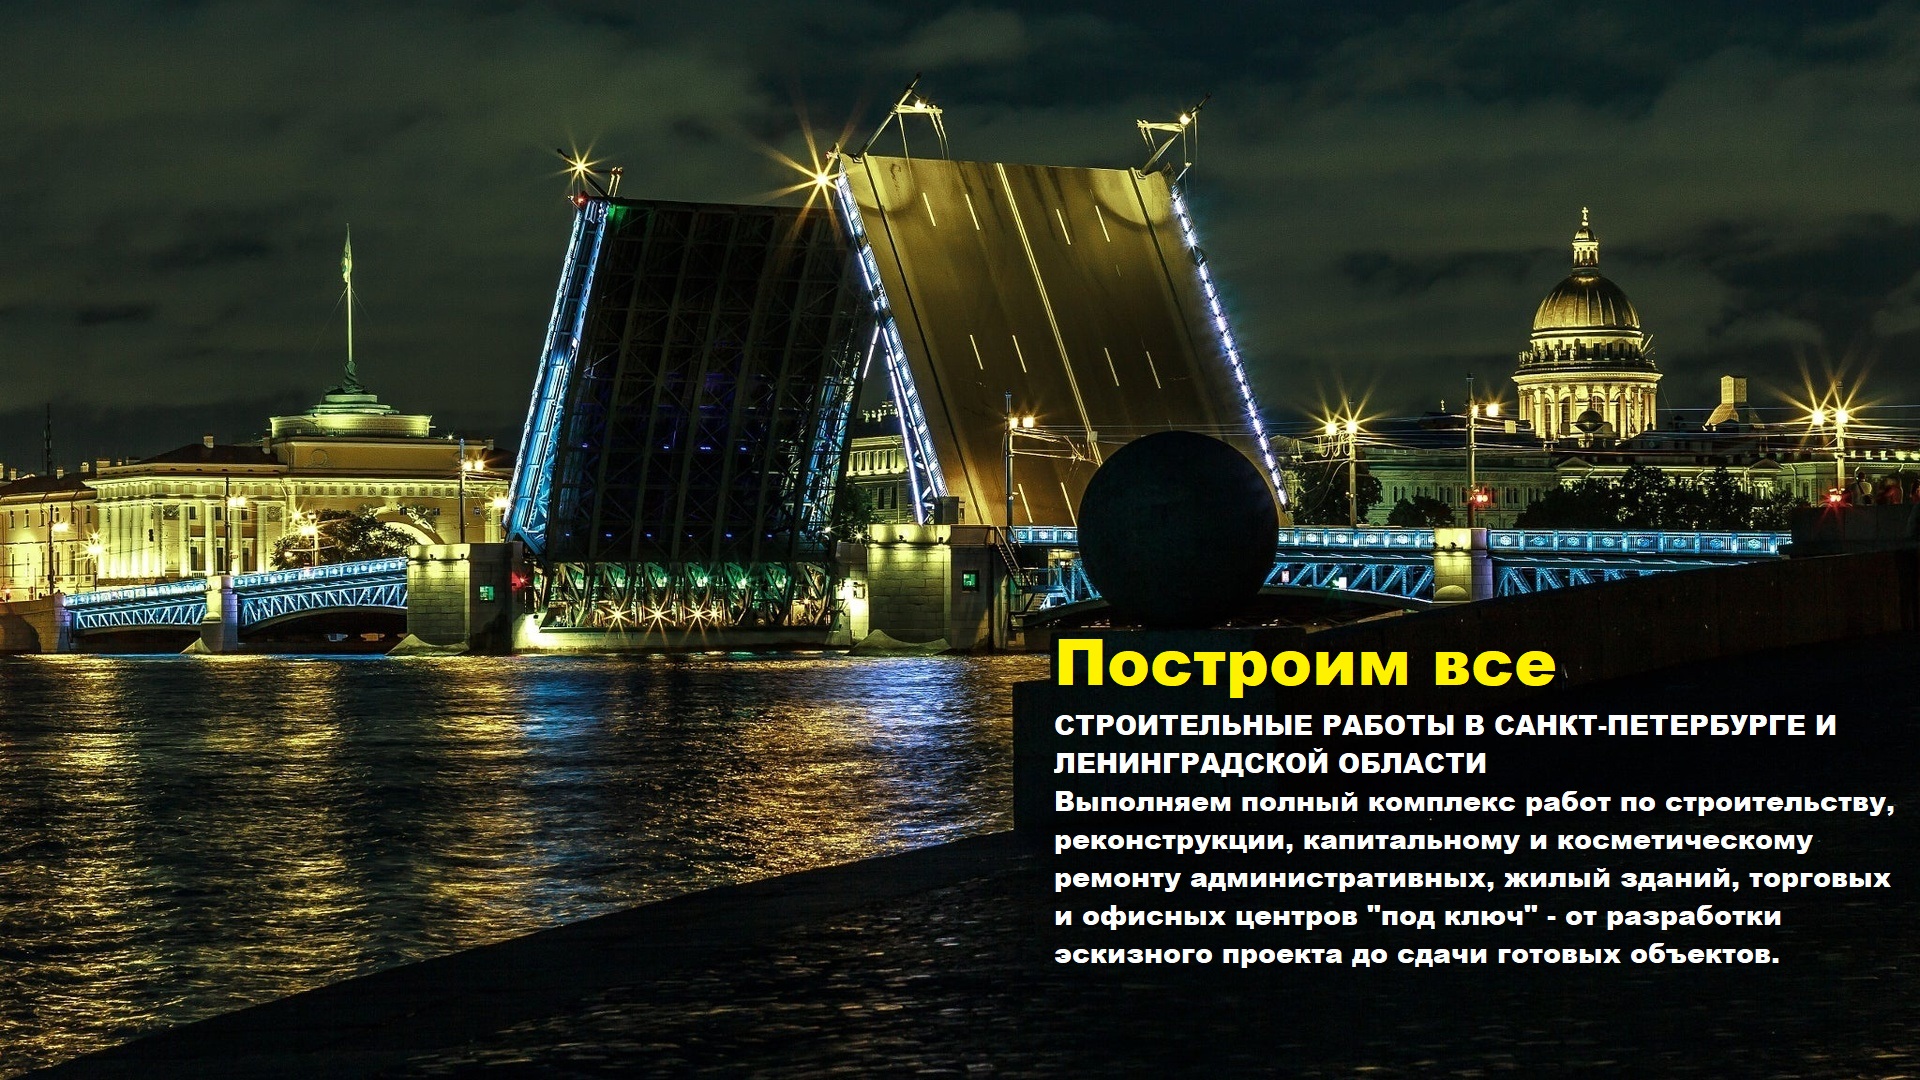 Построим все
СТРОИТЕЛЬНЫЕ РАБОТЫ В САНКТ-ПЕТЕРБУРГЕ И
ЛЕНИНГРАДСКОЙ ОБЛАСТИ
Выполняем полный комплекс работ по строительству,
реконструкции, капитальному и косметическому
ремонту административных, жилый зданий, торговых
и офисных центров "под ключ" - от разработки
эскизного проекта до сдачи готовых объектов.